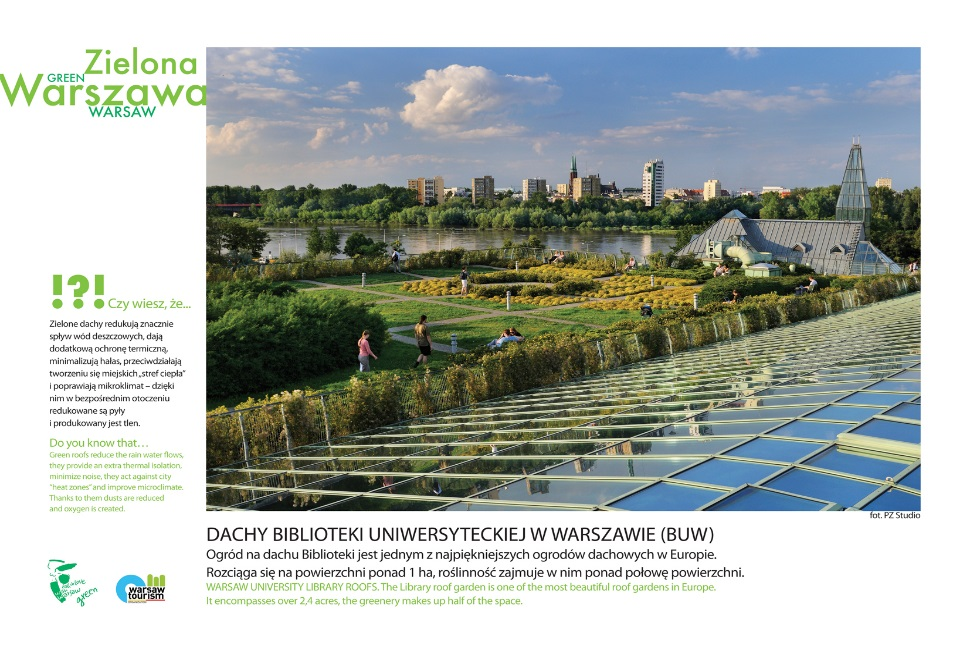 Zielona
GREEN
Warszawa
WARSAW
!?! Czy wiesz, że...
Zielone dachy redukują znacznie
spływ wód deszczowych, dają
dodatkową ochronę termiczną,
minimalizują hałas, przeciwdziałają
tworzeniu się miejskich „stref ciepła”
i poprawiają mikroklimat – dzięki
nim w bezpośrednim otoczeniu
redukowane są pyły
i produkowany jest tlen.
Do you know that…
Green roofs reduce the rain water flows,
they provide an extra thermal isolation,
minimize noise, they act against city
“heat zones” and improve microclimate.
Thanks to them dusts are reduced
and oxygen is created.
fot. PZ Studio
DACHY BIBLIOTEKI UNIWERSYTECKIEJ W WARSZAWIE (BUW)
Ogród na dachu Biblioteki jest jednym z najpiękniejszych ogrodów dachowych w Europie.
Rozciąga się na powierzchni ponad 1 ha, roślinność zajmuje w nim ponad połowę powierzchni.
WARSAW UNIVERSITY LIBRARY ROOFS. The Library roof garden is one of the most beautiful roof gardens in Europe.
It encompasses over 2,4 acres, the greenery makes up half of the space.
warsaw
green
warsaw
tourism